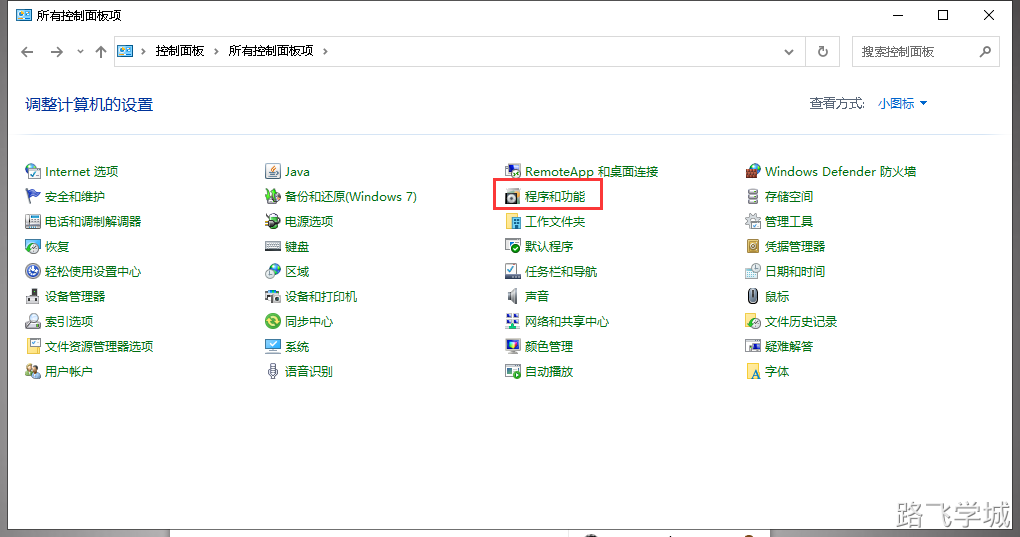 所有控制面板项
控制面板 所有控制面板项
搜索控制面板
调整计算机的设置
查看方式: 小图标
Internet 选项 Java RemoteApp 和桌面连接 Windows Defender 防火墙
安全和维护 备份和还原(Windows 7) 程序和功能 存储空间
电话和调制解调器 电源选项 工作文件夹 管理工具
恢复 键盘 默认程序 凭据管理器
轻松使用设置中心 区域 任务栏和导航 日期和时间
设备管理器 设备和打印机 声音 鼠标
索引选项 同步中心 网络和共享中心 文件历史记录
文件资源管理器选项 系统 颜色管理 疑难解答
用户帐户 语音识别 自动播放 字体
路飞学城